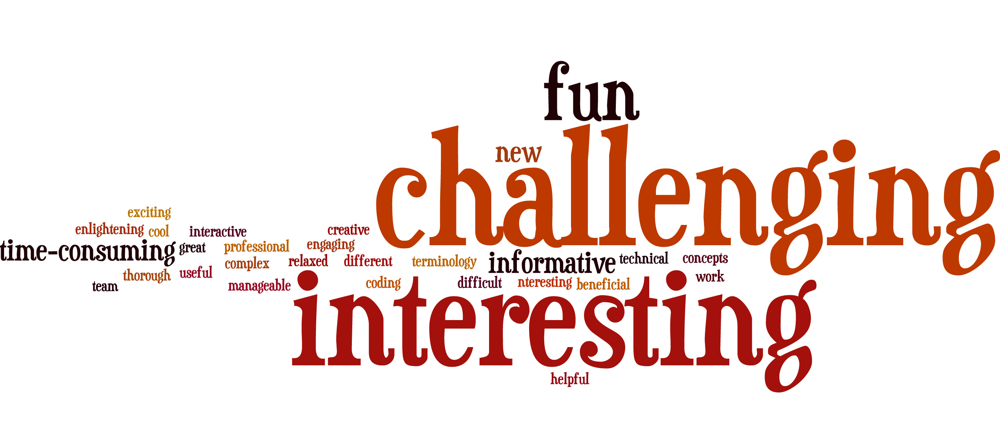 fun
new
challenging
exciting
enlightening cool interactive creative
time-consuming great professional engaging
complex relaxed different terminology informative technical concepts
thorough useful work
team manageable coding difficult nteresting beneficial
interesting
helpful